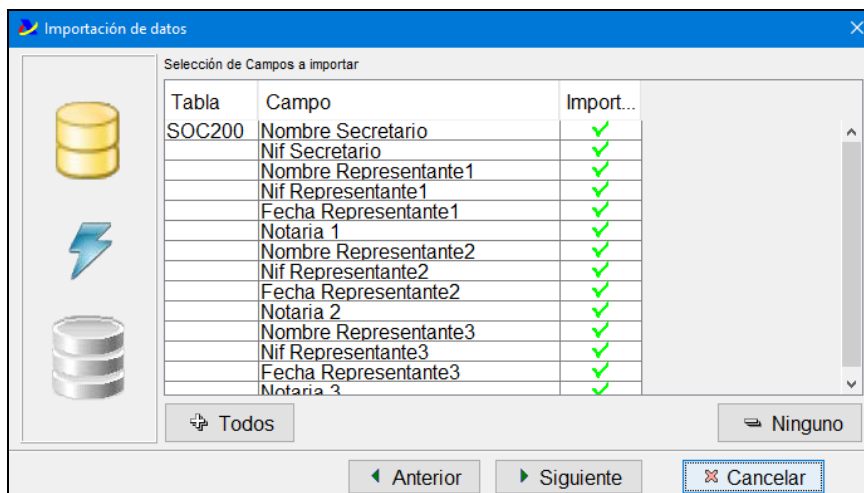 Importación de datos
Selección de Campos a importar
Tabla Campo Import...
SOC200 Nombre Secretario
Nif Secretario
Nombre Representante1
Nif Representante1
Fecha Representante1
Notaria 1
Nombre Representante2
Nif Representante2
Fecha Representante2
Notaria 2
Nombre Representante3
Nif Representante3
Fecha Representante3
Notaria 3
Todos Ninguno
Anterior Siguiente Cancelar